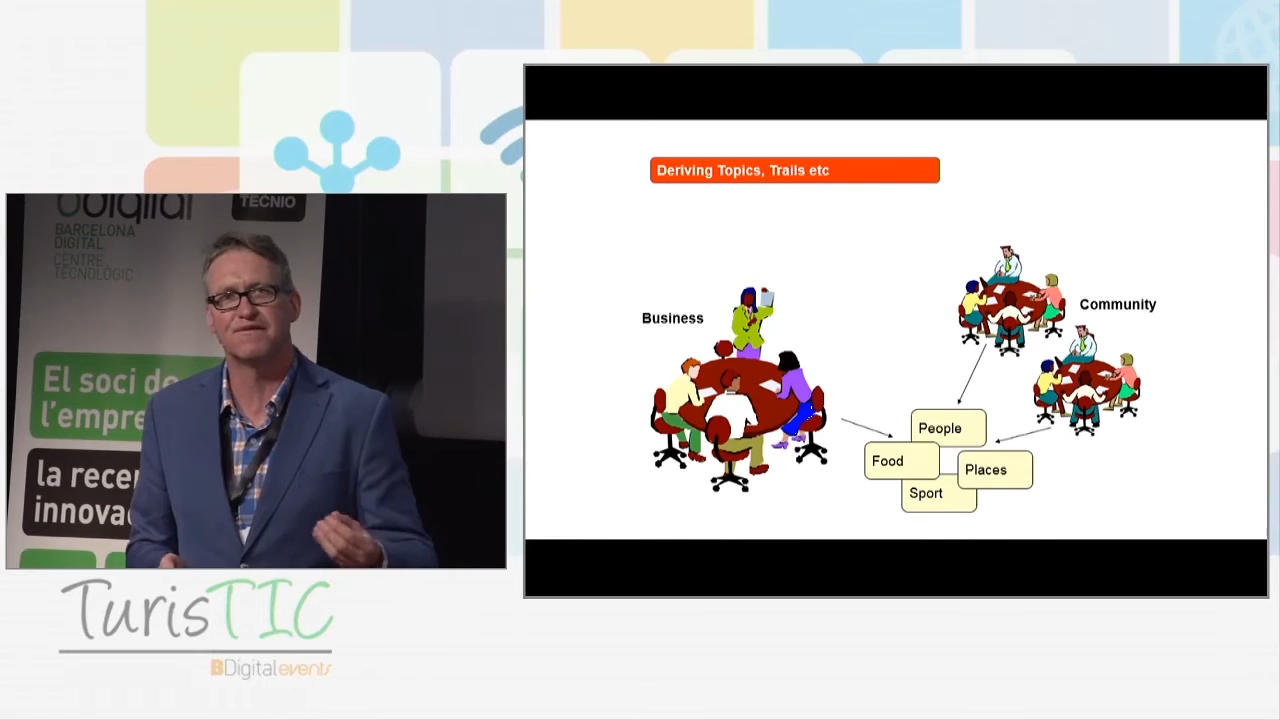 TECNIO
BARCELONA
DIGITAL
CENTRE
TECNOLÒGIC
El soci de
l'empre
la recer
innovac
TurisTIC
BDigitalevents
Deriving Topics, Trails etc
Business
Community
People
Food
Places
Sport